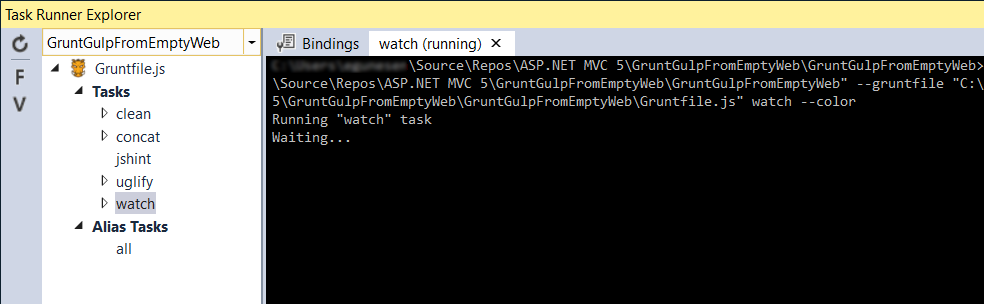 Task Runner Explorer
GruntGulpFromEmptyWeb
Bindings
watch (running)
F
V
Gruntfile.js
Tasks
clean
concat
jshint
uglify
watch
Alias Tasks
all
\Source\Repos\ASP.NET MVC 5\GruntGulpFromEmptyWeb\GruntGulpFromEmptyWeb>
\Source\Repos\ASP.NET MVC 5\GruntGulpFromEmptyWeb\GruntGulpFromEmptyWeb" --gruntfile "C:\
5\GruntGulpFromEmptyWeb\GruntGulpFromEmptyWeb\Gruntfile.js" watch --color
Running "watch" task
Waiting...